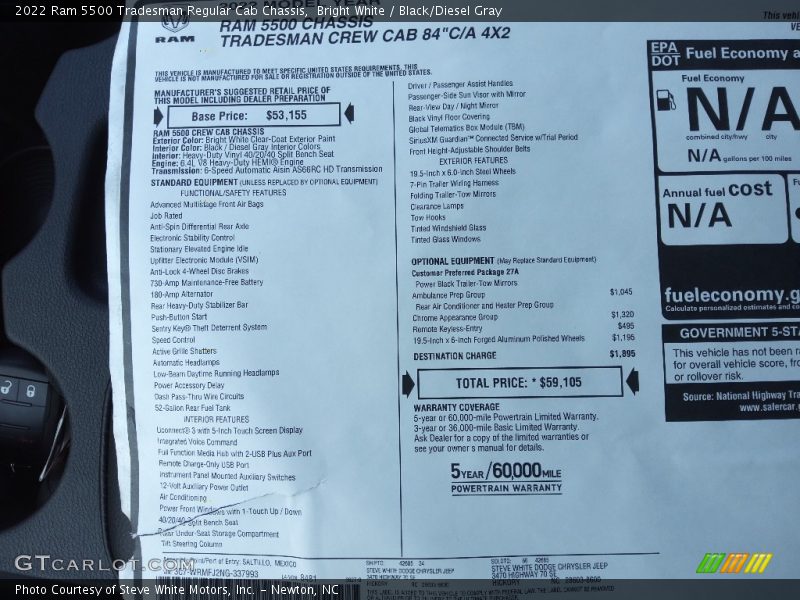 2022 Ram 5500 Tradesman Regular Cab Chassis, Bright White / Black/Diesel Gray
MODEL YEAR
RAM 5500 CHASSIS
TRADESMAN CREW CAB 84"C/A 4X2
RAM
This vehi
THIS VEHICLE IS MANUFACTURED TO MEET SPECIFIC UNITED STATES REQUIREMENTS. THIS
VEHICLE IS NOT MANUFACTURED FOR SALE OR REGISTRATION OUTSIDE OF THE UNITED STATES.
MANUFACTURER'S SUGGESTED RETAIL PRICE OF
THIS MODEL INCLUDING DEALER PREPARATION
Base Price: $53,155
RAM 5500 CREW CAB CHASSIS
Exterior Color: Bright White Clear-Coat Exterior Paint
Interior Color: Black / Diesel Gray Interior Colors
Interior: Heavy-Duty Vinyl 40/20/40 Split Bench Seat
Engine: 6.4L V8 Heavy-Duty HEMI® Engine
Transmission: 6-Speed Automatic Aisin AS66RC HD Transmission
STANDARD EQUIPMENT (UNLESS REPLACED BY OPTIONAL EQUIPMENT)
FUNCTIONAL/SAFETY FEATURES
Advanced Multistage Front Air Bags
Job Rated
Anti-Spin Differential Rear Axle
Electronic Stability Control
Stationary Elevated Engine Idle
Upfitter Electronic Module (VSIM)
Anti-Lock 4-Wheel Disc Brakes
730-Amp Maintenance-Free Battery
180-Amp Alternator
Rear Heavy-Duty Stabilizer Bar
Push-Button Start
Sentry Key® Theft Deterrent System
Speed Control
Active Grille Shutters
Automatic Headlamps
Low-Beam Daytime Running Headlamps
Power Accessory Delay
Dash Pass-Thru Wire Circuits
52-Gallon Rear Fuel Tank
INTERIOR FEATURES
Uconnect® 3 with 5-Inch Touch Screen Display
Integrated Voice Command
Full Function Media Hub with 2-USB Plus Aux Port
Remote Charge-Only USB Port
Instrument Panel Mounted Auxiliary Switches
12-Volt Auxiliary Power Outlet
Air Conditioning
Power Front Windows with 1-Touch Up / Down
40/20/40 Split Bench Seat
Rear Under-Seat Storage Compartment
Tilt Steering Column
Driver / Passenger Assist Handles
Passenger-Side Sun Visor with Mirror
Rear-View Day / Night Mirror
Black Vinyl Floor Covering
Global Telematics Box Module (TBM)
SiriusXM Guardian™ Connected Service w/Trial Period
Front Height-Adjustable Shoulder Belts
EXTERIOR FEATURES
19.5-Inch x 6.0-Inch Steel Wheels
7-Pin Trailer Wiring Harness
Folding Trailer-Tow Mirrors
Clearance Lamps
Tow Hooks
Tinted Windshield Glass
Tinted Glass Windows
OPTIONAL EQUIPMENT (May Replace Standard Equipment)
Customer Preferred Package 27A
Power Black Trailer-Tow Mirrors
Ambulance Prep Group $1,045
Rear Air Conditioner and Heater Prep Group
Chrome Appearance Group $1,320
Remote Keyless-Entry $495
19.5-Inch x 6-Inch Forged Aluminum Polished Wheels $1,195
DESTINATION CHARGE $1,895
TOTAL PRICE: * $59,105
WARRANTY COVERAGE
5-year or 60,000-mile Powertrain Limited Warranty.
3-year or 36,000-mile Basic Limited Warranty.
Ask Dealer for a copy of the limited warranties or
see your owner's manual for details.
5YEAR/60,000MILE
POWERTRAIN WARRANTY
EPA
DOT
Fuel Economy a
Fuel Economy
N/A
combined city/hwy city
N/A gallons per 100 miles
Annual fuel cost
N/A
fueleconomy.g
Calculate personalized estimates and co
GOVERNMENT 5-STA
This vehicle has not been ra
for overall vehicle score, fro
or rollover risk.
Source: National Highway Tra
www.safercar.g
Point/Port of Entry: SALTILLO, MEXICO
WRMFJ2NG-337993
STEVE WHITE DODGE CHRYSLER JEEP
3470 HIGHWAY 70 SE
HICKORY
STEVE WHITE DODGE CHRYSLER JEEP
3470 HIGHWAY 70 SE
HICKORY
GTCARLOT.COM
Photo Courtesy of Steve White Motors, Inc. – Newton, NC